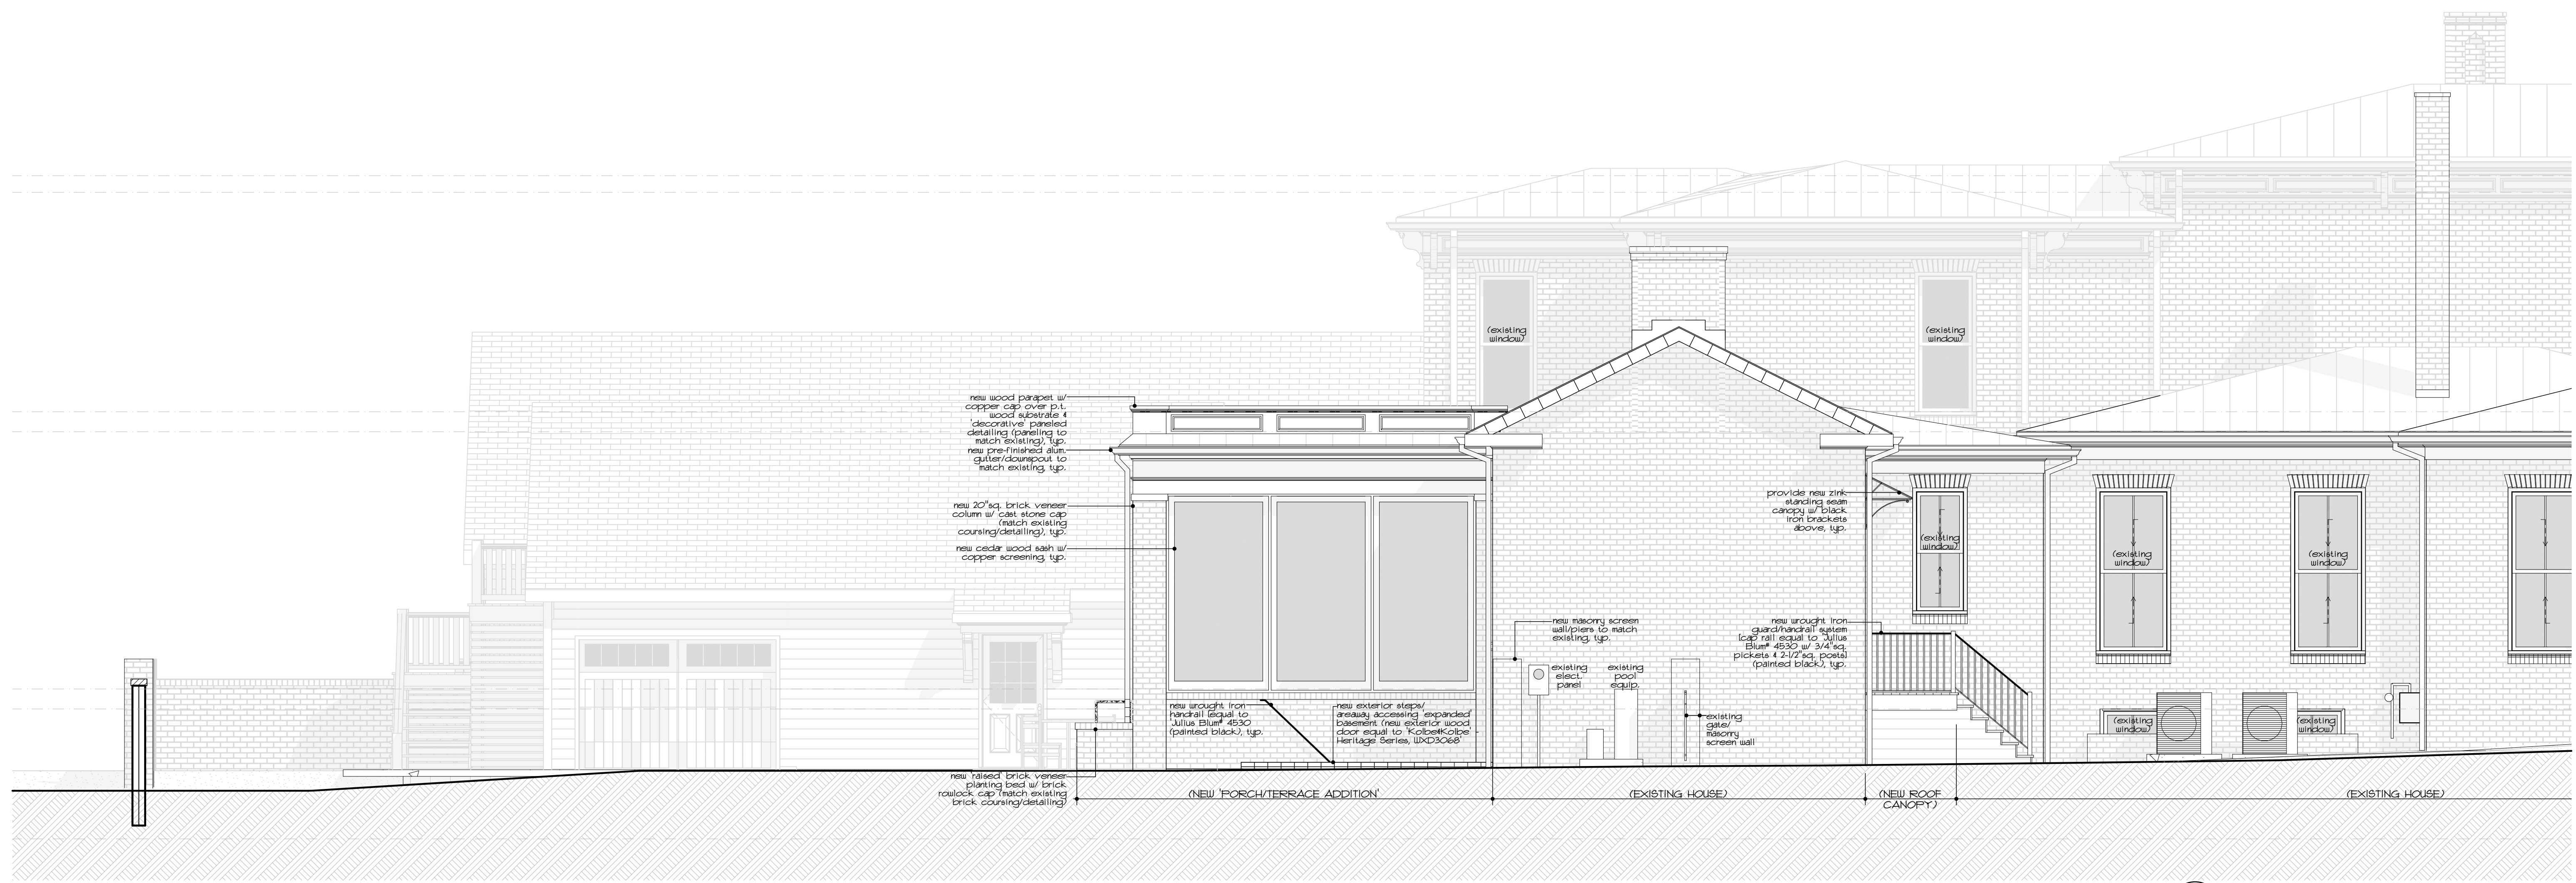 (existing
window)
(existing
window)
new wood parapet w/
copper cap over p.t.
wood substrate &
'decorative' paneled
detailing (paneling to
match existing), typ.
new pre-finished alum.
gutter/downspout to
match existing, typ.
new 20"sq. brick veneer
column w/ cast stone cap
(match existing
coursing/detailing), typ.
new cedar wood sash w/
copper screening, typ.
provide new zink
standing seam
canopy w/ black
iron brackets
above, typ.
(existing
window)
(existing
window)
(existing
window)
new masonry screen
wall/piers to match
existing, typ.
new wrought iron
guard/handrail system
[cap rail equal to 'Julius
Blum' 4530 w/ 3/4"sq.
pickets & 2-1/2"sq. posts]
(painted black), typ.
existing
elect.
panel
existing
pool
equip.
new wrought iron
handrail [equal to
'Julius Blum' 4530
(painted black), typ.
new exterior steps/
areaway accessing 'expanded'
basement (new exterior wood
door equal to 'Kolbe&Kolbe' -
Heritage Series, WXD3068'
existing
gate/
masonry
screen wall
(existing
window)
(existing
window)
new 'raised' brick veneer
planting bed w/ brick
rowlock cap (match existing
brick coursing/detailing)
(NEW 'PORCH/TERRACE ADDITION'
(EXISTING HOUSE)
(NEW ROOF
CANOPY)
(EXISTING HOUSE)